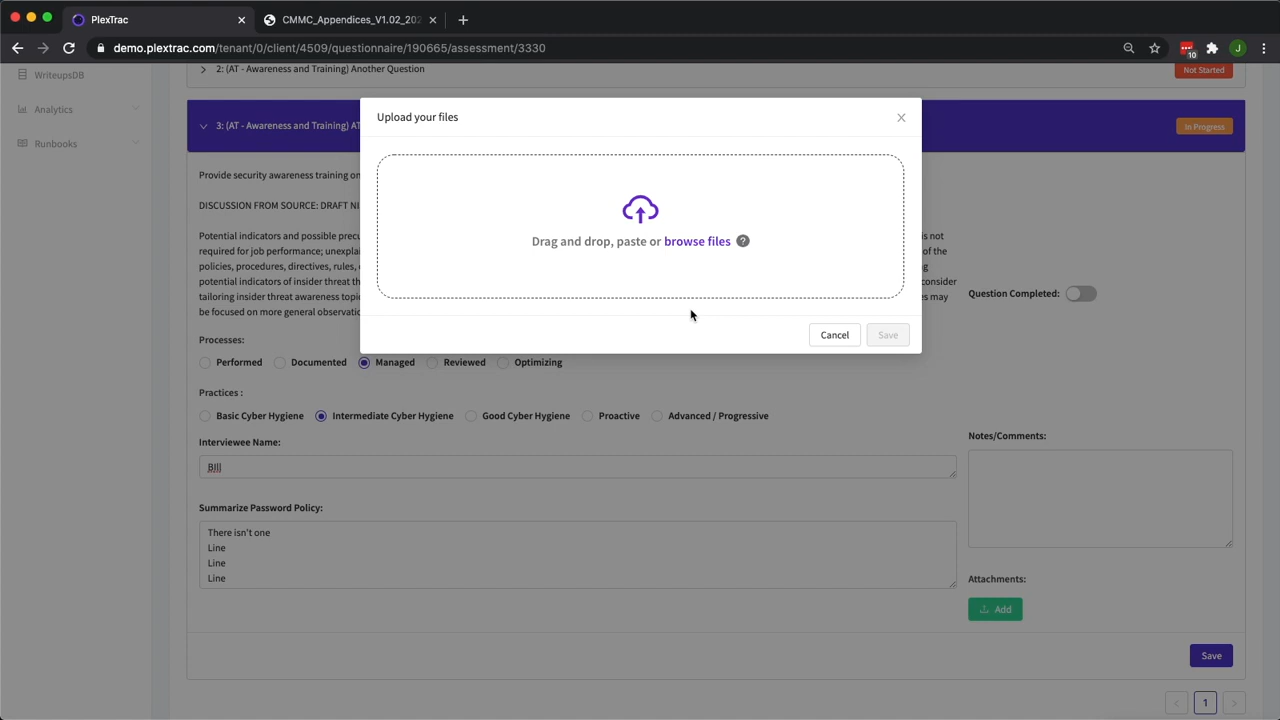 PlexTrac
CMMC_Appendices_V1.02_202
demo.plextrac.com/tenant/0/client/4509/questionnaire/190665/assessment/3330
10
J
WriteupsDB
Analytics
Runbooks
2: (AT - Awareness and Training) Another Question
Not Started
3: (AT - Awareness and Training) AT
In Progress
Upload your files
Drag and drop, paste or browse files ?
Cancel
Save
Provide security awareness training on
DISCUSSION FROM SOURCE: DRAFT NI
Potential indicators and possible precu
is not
required for job performance; unexplai
of the
policies, procedures, directives, rules,
potential indicators of insider threat th
consider
tailoring insider threat awareness topi
es may
be focused on more general observatio
Question Completed:
Processes:
Performed Documented Managed Reviewed Optimizing
Practices :
Basic Cyber Hygiene Intermediate Cyber Hygiene Good Cyber Hygiene Proactive Advanced / Progressive
Interviewee Name:
BIll
Summarize Password Policy:
There isn't one
Line
Line
Line
Notes/Comments:
Attachments:
Add
Save
1